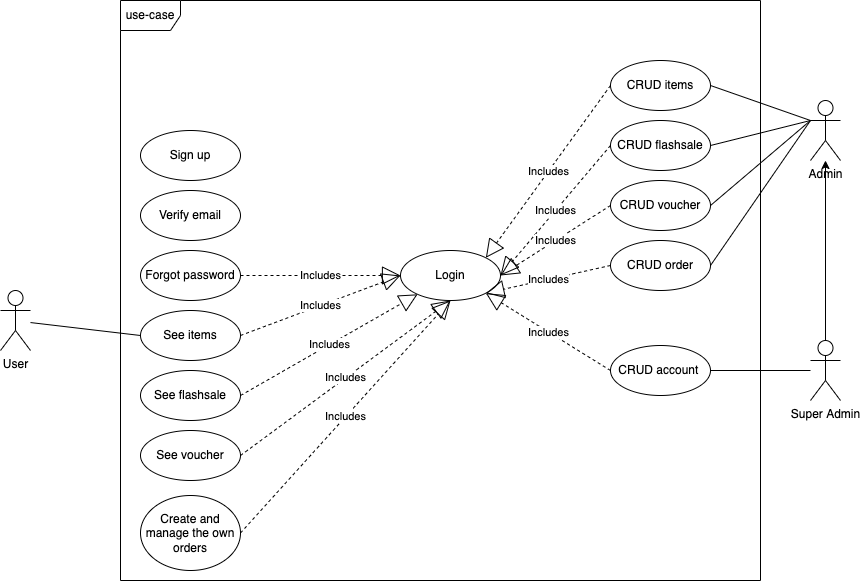 use-case
CRUD items
Admin
CRUD flashsale
Sign up
Includes
CRUD voucher
Verify email
Includes
Includes
CRUD order
Forgot password
Includes
Login
Includes
See items
Includes
User
Includes
Includes
CRUD account
Super Admin
See flashsale
Includes
Includes
See voucher
Create and
manage the own
orders